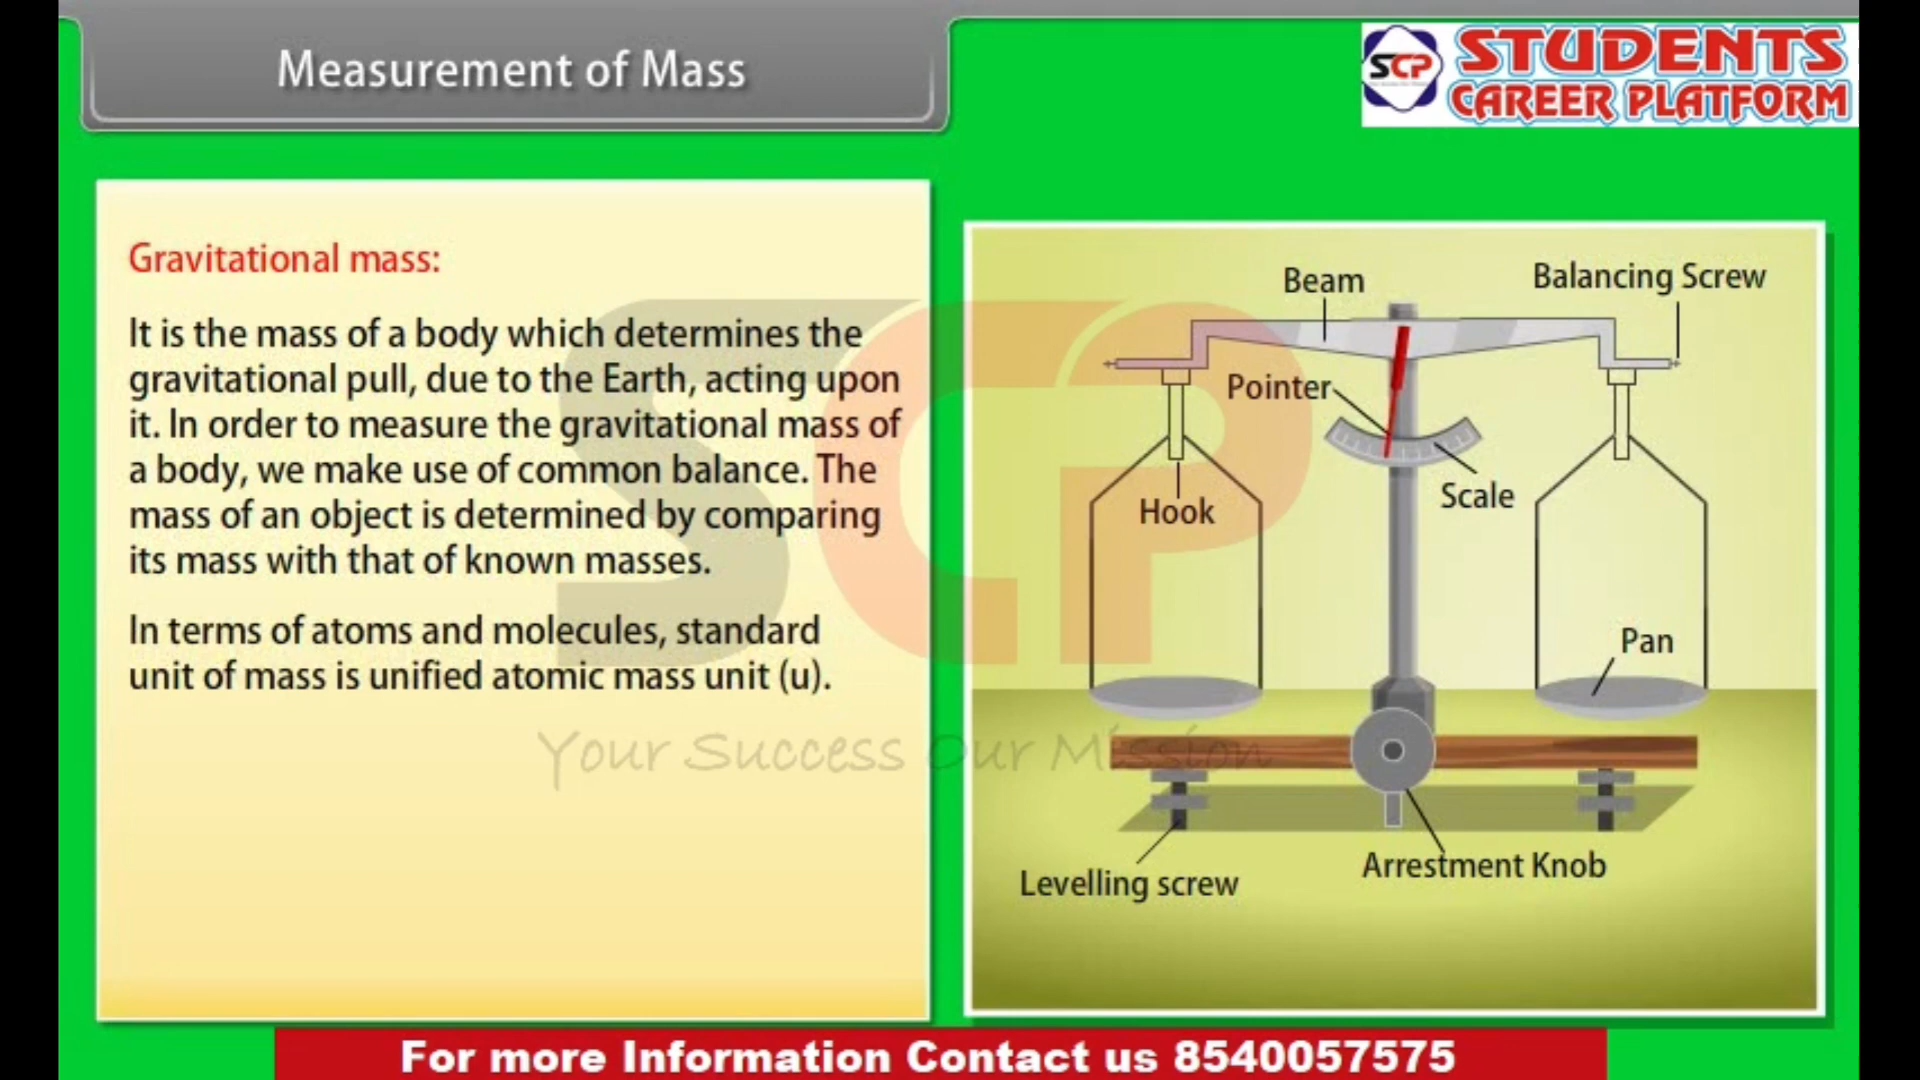 Measurement of Mass
SCP STUDENTS
CAREER PLATFORM
Gravitational mass:
It is the mass of a body which determines the
gravitational pull, due to the Earth, acting upon
it. In order to measure the gravitational mass of
a body, we make use of common balance. The
mass of an object is determined by comparing
its mass with that of known masses.
In terms of atoms and molecules, standard
unit of mass is unified atomic mass unit (u).
SCP
Your Success Our Mission
Beam
Balancing Screw
Pointer
Hook
Scale
Pan
Levelling screw
Arrestment Knob
For more Information Contact us 8540057575